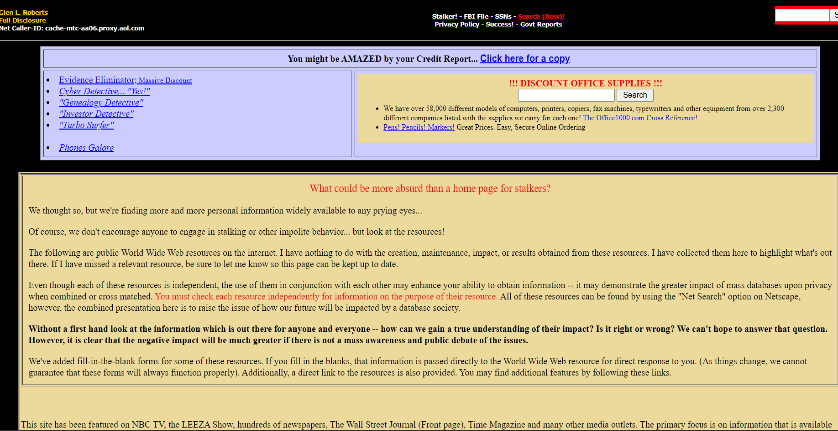 Glen L. Roberts
Full Disclosure
Net Caller-ID: cache-mtc-aa06.proxy.aol.com
Stalker! - FBI File - SSNs - Search (Now)!
Privacy Policy - Success! - Govt Reports
You might be AMAZED by your Credit Report... Click here for a copy
Evidence Eliminator; Massive Discount
Cyber Detective... "Yes!"
"Genealogy Detective"
"Investor Detective"
"Turbo Surfer"
Phones Galore
!!! DISCOUNT OFFICE SUPPLIES !!!
Search
We have over 58,000 different models of computers, printers, copiers, fax machines, typewritters and other equipment from over 2,300
different companies listed with the supplies we carry for each one! The Office1000.com Cross Reference!
Pens! Pencils! Markers! Great Prices. Easy, Secure Online Ordering
What could be more absurd than a home page for stalkers?
We thought so, but we're finding more and more personal information widely available to any prying eyes...
Of course, we don't encourage anyone to engage in stalking or other impolite behavior... but look at the resources!
The following are public World Wide Web resources on the internet. I have nothing to do with the creation, maintenance, impact, or results obtained from these resources. I have collected them here to highlight what's out
there. If I have missed a relevant resource, be sure to let me know so this page can be kept up to date.
Even though each of these resources is independent, the use of them in conjunction with each other may enhance your ability to obtain information -- it may demonstrate the greater impact of mass databases upon privacy
when combined or cross matched. You must check each resource independently for information on the purpose of their resource. All of these resources can be found by using the "Net Search" option on Netscape,
however, the combined presentation here is to raise the issue of how our future will be impacted by a database society.
Without a first hand look at the information which is out there for anyone and everyone -- how can we gain a true understanding of their impact? Is it right or wrong? We can't hope to answer that question.
However, it is clear that the negative impact will be much greater if there is not a mass awareness and public debate of the issues.
We've added fill-in-the-blank forms for some of these resources. If you fill in the blanks, that information is passed directly to the World Wide Web resource for direct response to you. (As things change, we cannot
guarantee that these forms will always function properly). Additionally, a direct link to the resources is also provided. You may find additional features by following these links.
This site has been featured on NBC TV, the LEEZA Show, hundreds of newspapers, The Wall Street Journal (Front page), Time Magazine and many other media outlets. The primary focus is on information that is available